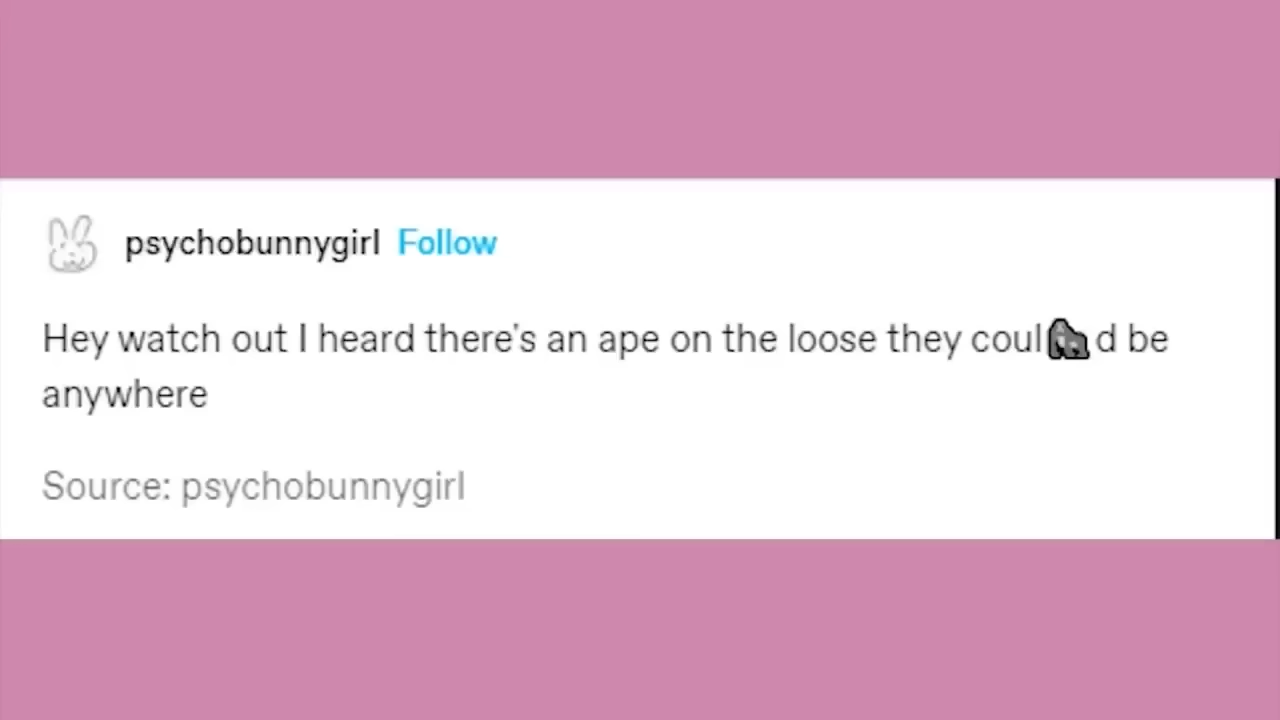 psychobunnygirl Follow
Hey watch out I heard there's an ape on the loose they coul🦍d be
anywhere
Source: psychobunnygirl